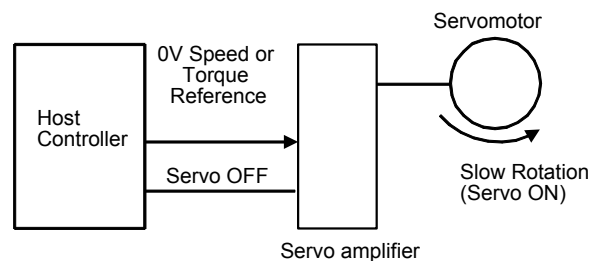 Servomotor
0V Speed or
Torque
Reference
Host
Controller
Servo OFF
Slow Rotation
(Servo ON)
Servo amplifier